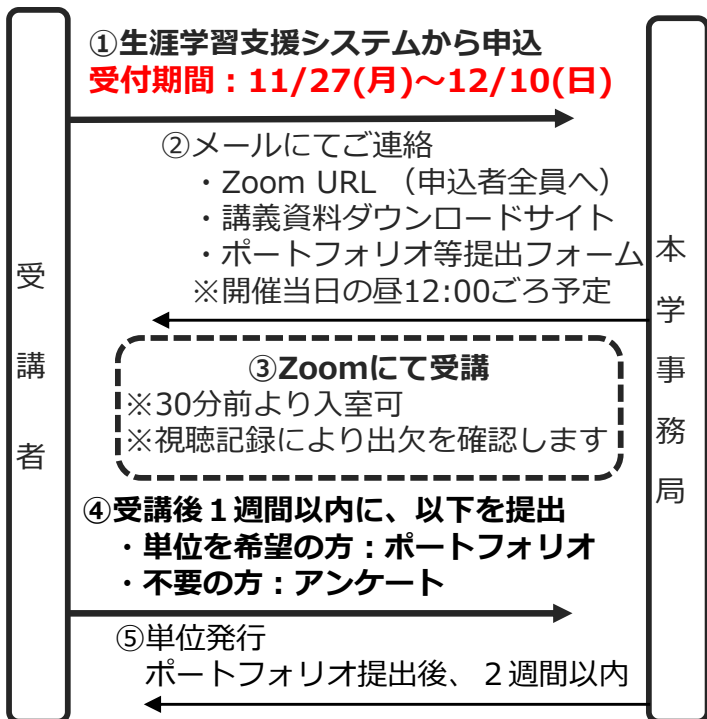 ①生涯学習支援システムから申込
受付期間：11/27(月)～12/10(日)
②メールにてご連絡
・Zoom URL （申込者全員へ）
・講義資料ダウンロードサイト
・ポートフォリオ等提出フォーム
※開催当日の昼12:00ごろ予定
受講者
本学事務局
③Zoomにて受講
※30分前より入室可
※視聴記録により出欠を確認します
④受講後１週間以内に、以下を提出
・単位を希望の方：ポートフォリオ
・不要の方：アンケート
⑤単位発行
ポートフォリオ提出後、２週間以内